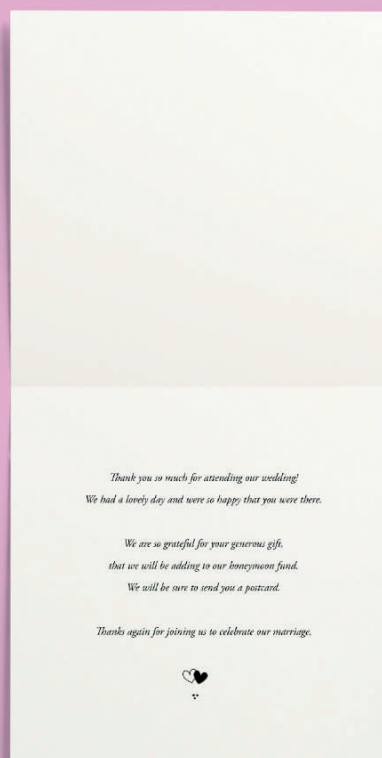 Thank you so much for attending our wedding!
We had a lovely day and were so happy that you were there.
We are so grateful for your generous gift,
that we will be adding to our honeymoon fund.
We will be sure to send you a postcard.
Thanks again for joining us to celebrate our marriage.